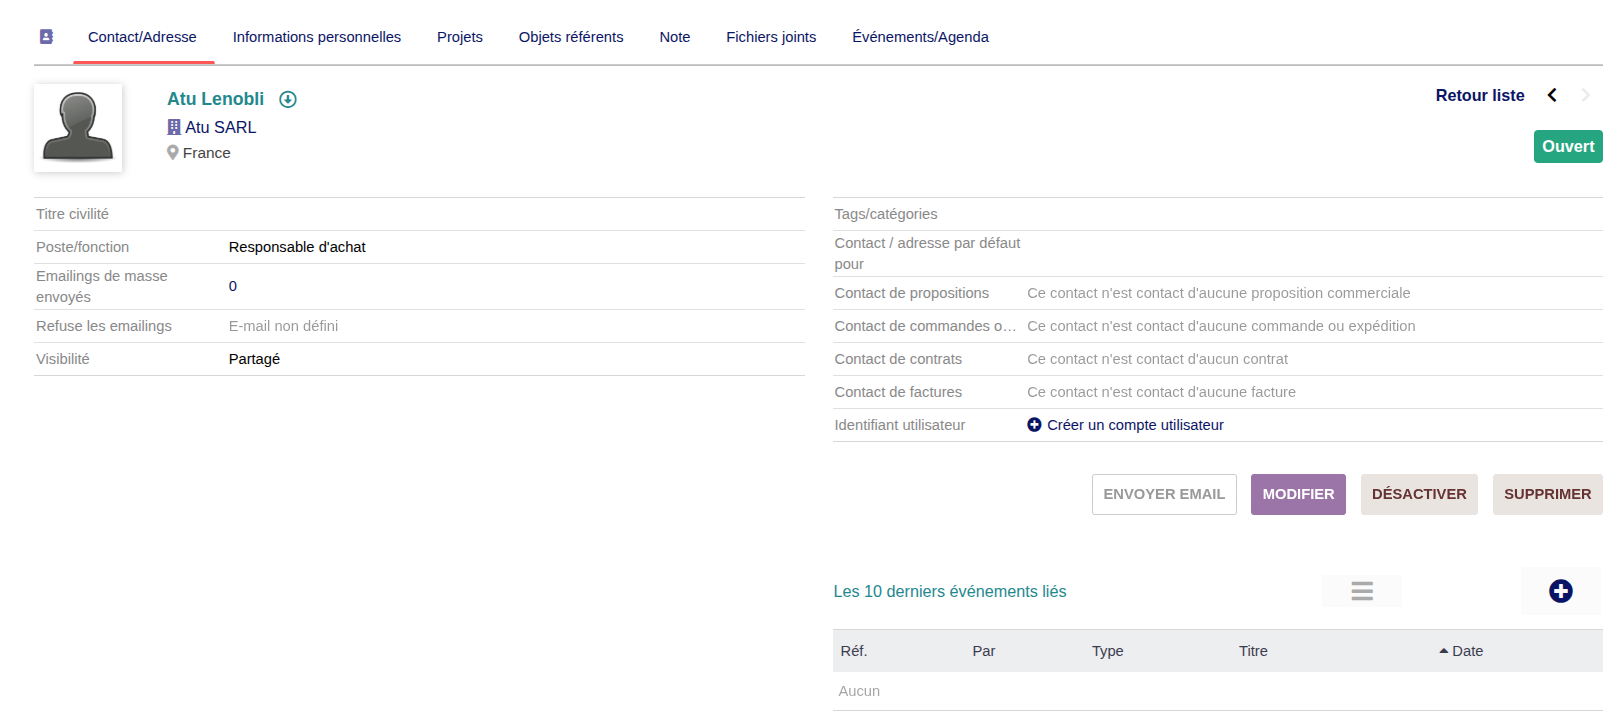 Contact/Adresse Informations personnelles Projets Objets référents Note Fichiers joints Événements/Agenda
Atu Lenobli
Retour liste
Atu SARL
France
Ouvert
Titre civilité
Poste/fonction Responsable d'achat
Emailings de masse
envoyés
0
Refuse les emailings E-mail non défini
Visibilité Partagé
Tags/catégories
Contact / adresse par défaut
pour
Contact de propositions Ce contact n'est contact d'aucune proposition commerciale
Contact de commandes o… Ce contact n'est contact d'aucune commande ou expédition
Contact de contrats Ce contact n'est contact d'aucun contrat
Contact de factures Ce contact n'est contact d'aucune facture
Identifiant utilisateur Créer un compte utilisateur
ENVOYER EMAIL MODIFIER DÉSACTIVER SUPPRIMER
Les 10 derniers événements liés
Réf. Par Type Titre Date
Aucun